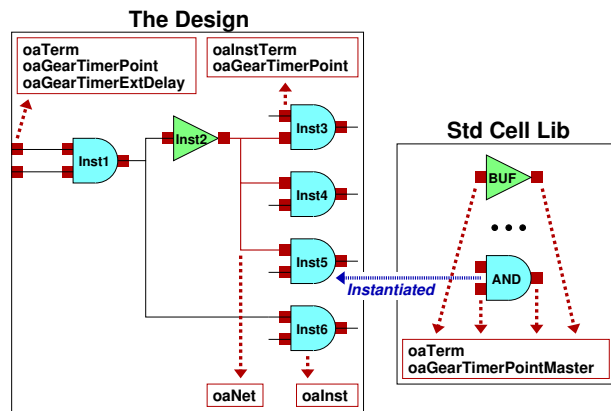 The Design
oaTerm
oaGearTimerPoint
oaGearTimerExtDelay
oaInstTerm
oaGearTimerPoint
Inst1
Inst2
Inst3
Inst4
Inst5
Inst6
oaNet
oaInst
Instantiated
Std Cell Lib
BUF
AND
oaTerm
oaGearTimerPointMaster